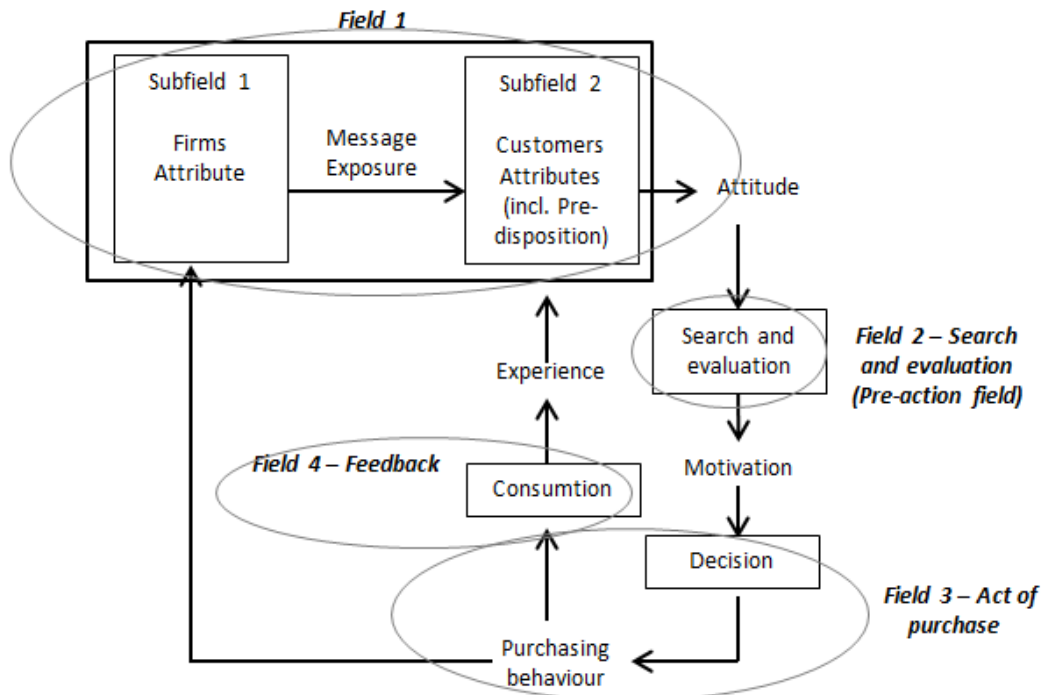 Field 1
Subfield 1
Firms
Attribute
Message
Exposure
Subfield 2
Customers
Attributes
(incl. Pre-
disposition)
Attitude
Search and
evaluation
Field 2 – Search
and evaluation
(Pre-action field)
Experience
Motivation
Field 4 – Feedback
Consumtion
Decision
Field 3 – Act of
purchase
Purchasing
behaviour